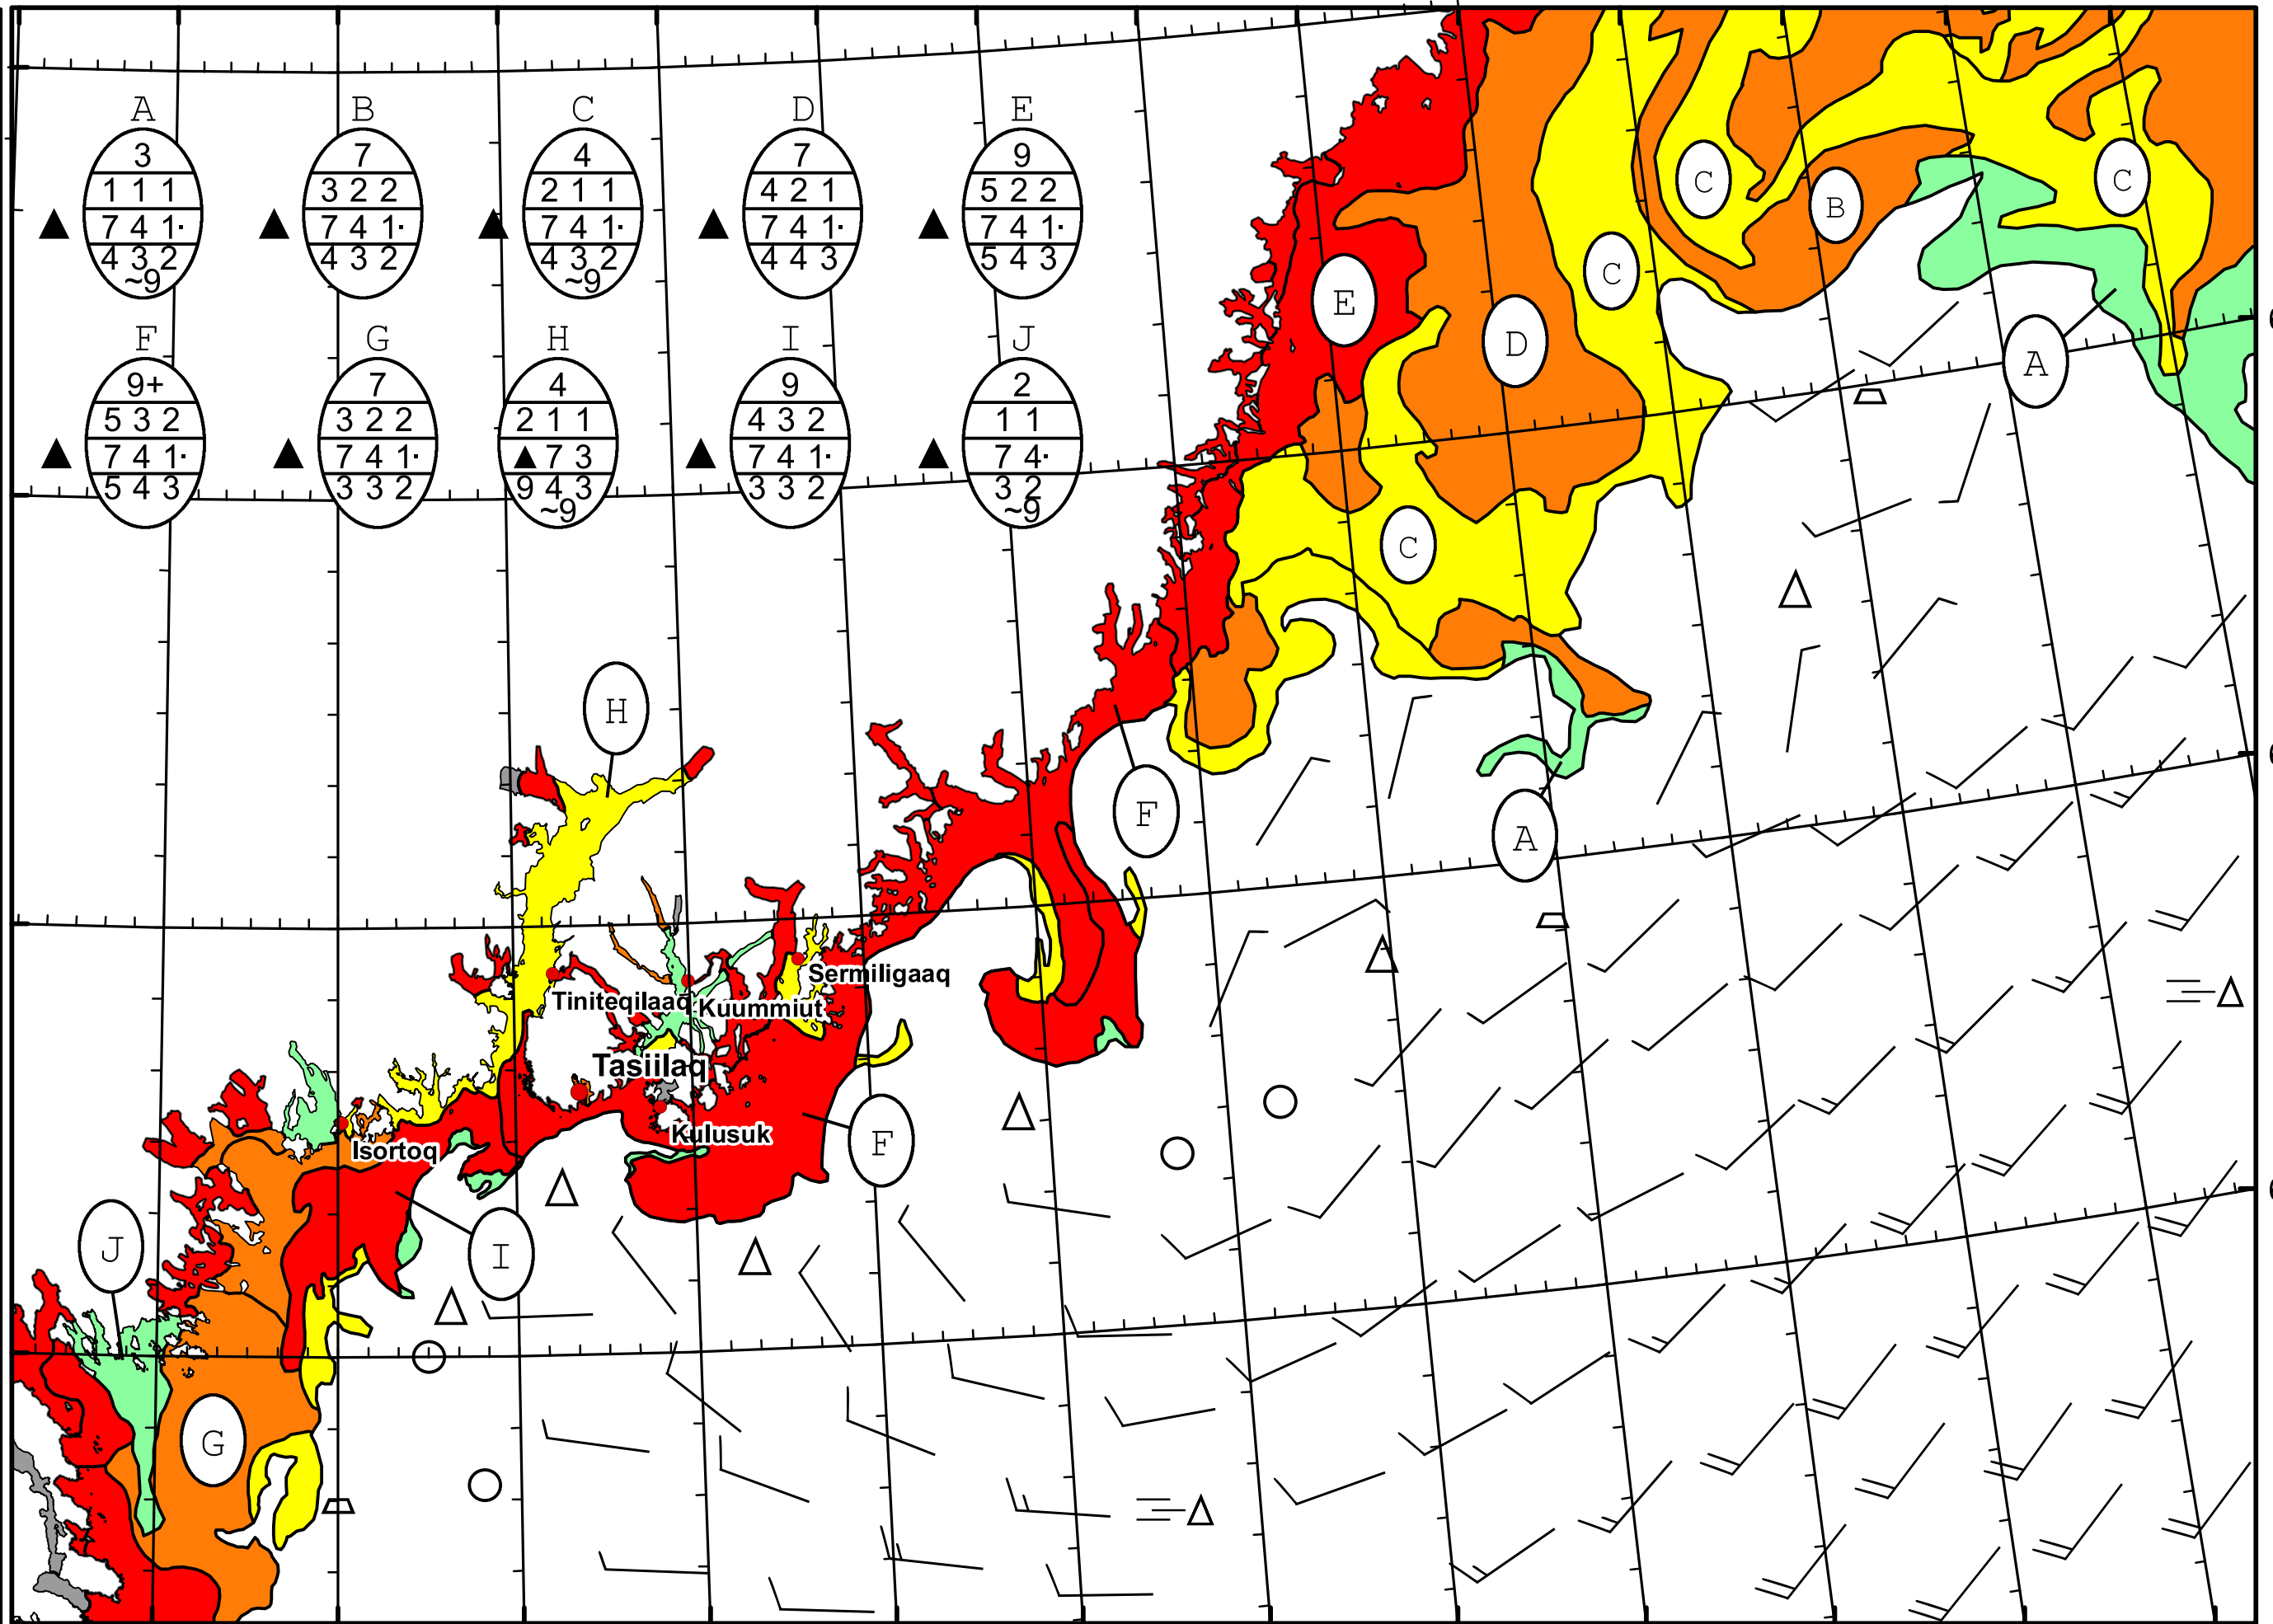 A B C D E
3 7 4 7 9
1 1 1 3 2 2 2 1 1 4 2 1 5 2 2
▲ 7 4 1· ▲ 7 4 1· ▲ 7 4 1· ▲ 7 4 1· ▲ 7 4 1·
4 3 2 4 3 2 4 3 2 4 4 3 5 4 3
~9 ~9
F G H I J
9+ 7 4 9 2
5 3 2 3 2 2 2 1 1 4 3 2 1 1
▲ 7 4 1· ▲ 7 4 1· ▲ 7 3 ▲ 7 4 1· ▲ 7 4·
5 4 3 3 3 2 9 4 3 3 3 2 3 2
~9 ~9
C
C
B
C
E
D
A
C
H
F
A
Sermiligaaq
Tiniteqilaaq
Kuummiut
Tasiilaq
Kulusuk
F
Isortoq
J
I
G